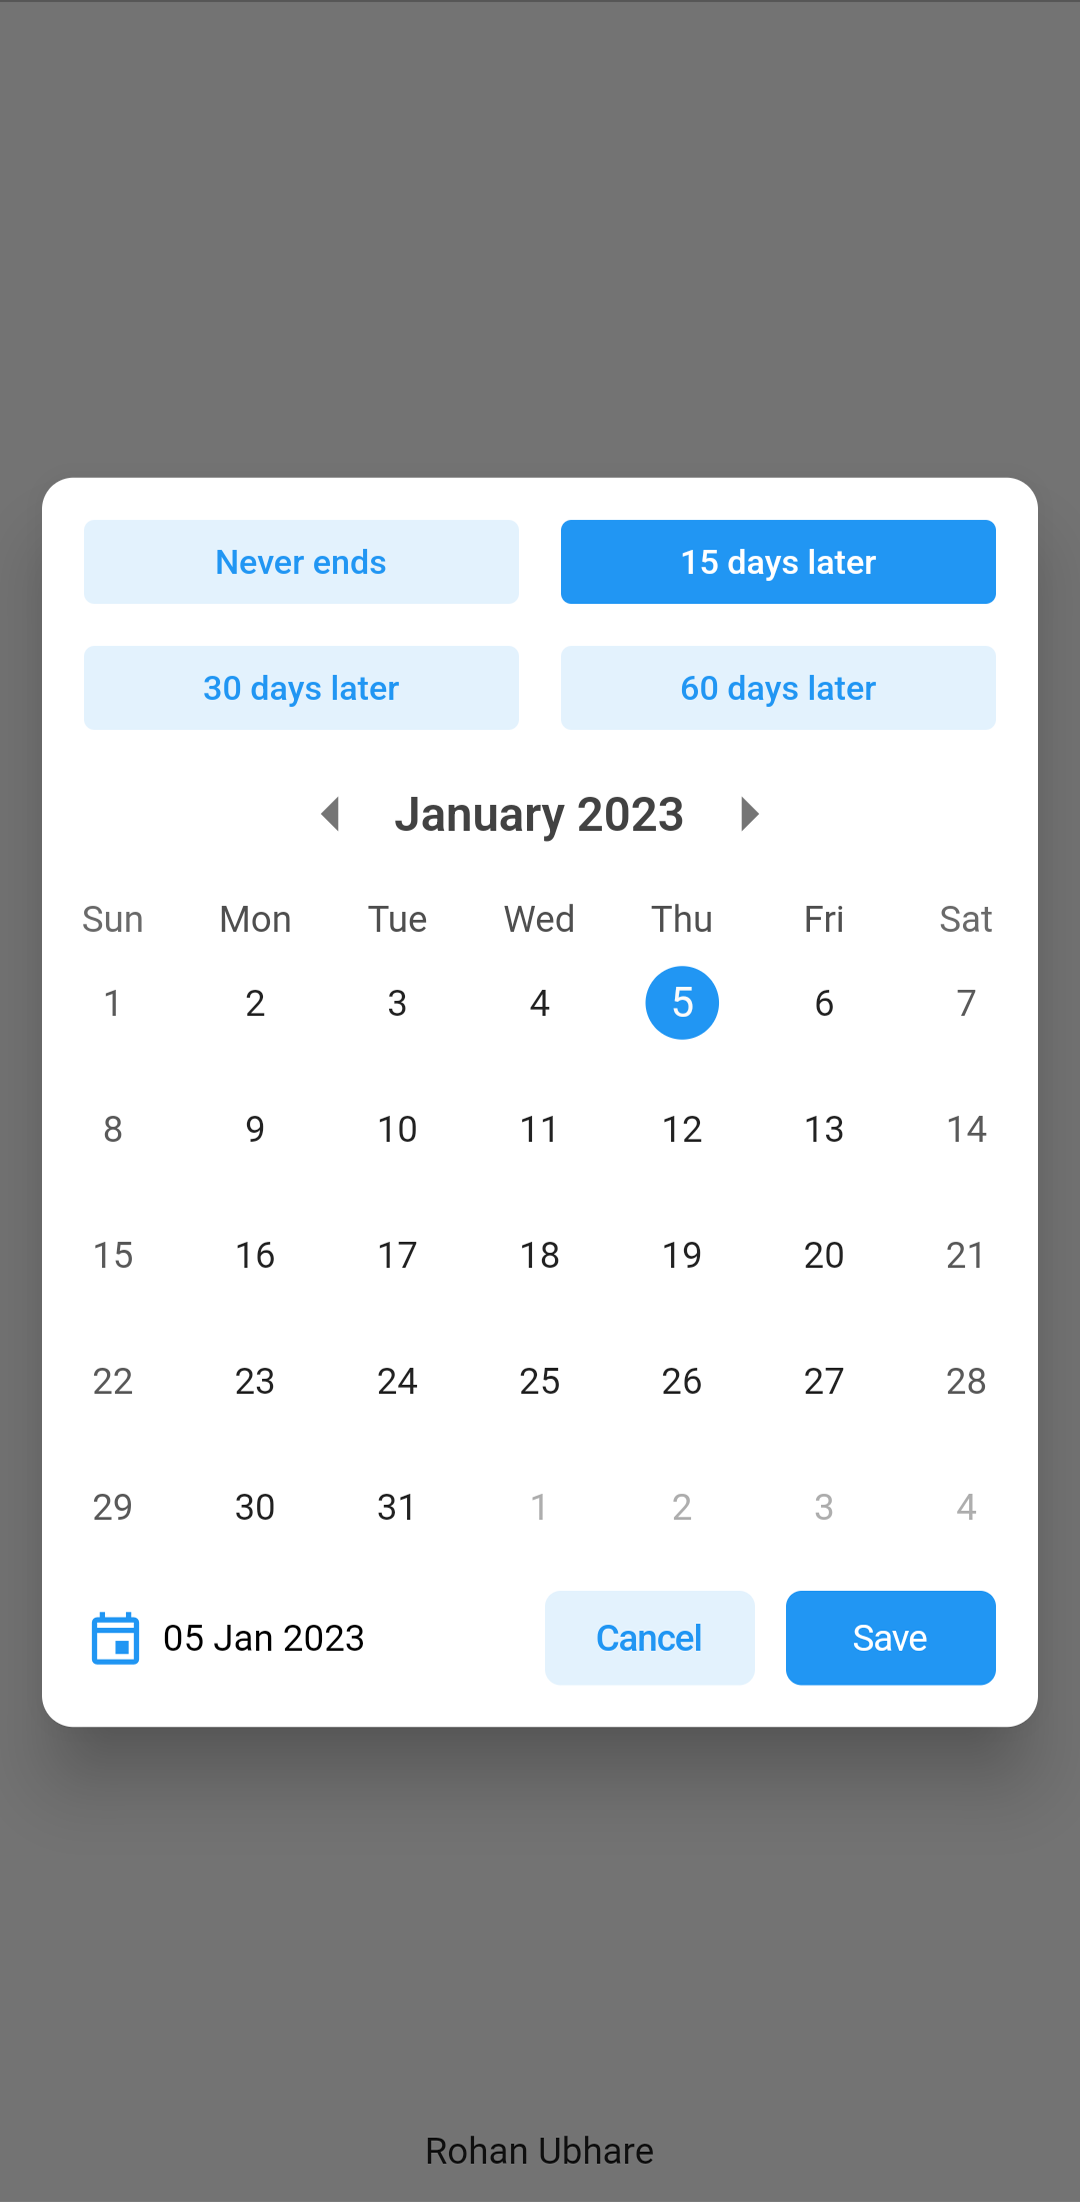 Never ends 15 days later
30 days later 60 days later
January 2023
Sun Mon Tue Wed Thu Fri Sat
1 2 3 4 5 6 7
8 9 10 11 12 13 14
15 16 17 18 19 20 21
22 23 24 25 26 27 28
29 30 31 1 2 3 4
05 Jan 2023 Cancel Save
Rohan Ubhare